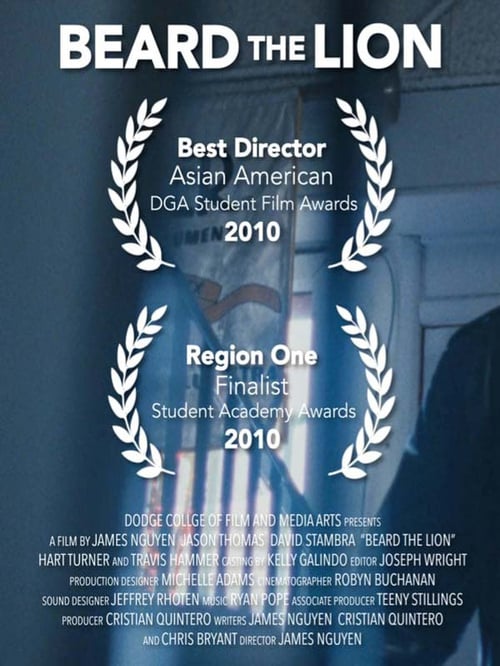 BEARD THE LION
Best Director
Asian American
DGA Student Film Awards
2010
UMEN
Region One
Finalist
Student Academy Awards
2010
DODGE COLLGE OF FILM AND MEDIA ARTS PRESENTS
A FILM BY JAMES NGUYEN JASON THOMAS DAVID STAMBRA "BEARD THE LION"
HART TURNER AND TRAVIS HAMMER CASTING BY KELLY GALINDO EDITOR JOSEPH WRIGHT
PRODUCTION DESIGNER MICHELLE ADAMS CINEMATOGRAPHER ROBYN BUCHANAN
SOUND DESIGNER JEFFREY RHOTEN MUSIC RYAN POPE ASSOCIATE PRODUCER TEENY STILLINGS
PRODUCER CRISTIAN QUINTERO WRITERS JAMES NGUYEN CRISTIAN QUINTERO
AND CHRIS BRYANT DIRECTOR JAMES NGUYEN